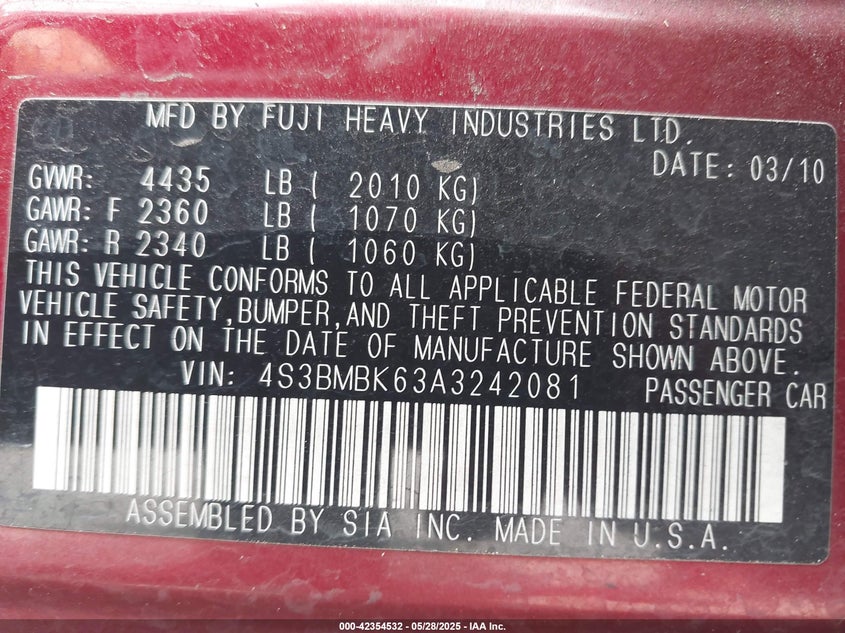 MFD BY FUJI HEAVY INDUSTRIES LTD.
DATE: 03/10
GVWR: 4435 LB ( 2010 KG)
GAWR: F 2360 LB ( 1070 KG)
GAWR: R 2340 LB ( 1060 KG)
THIS VEHICLE CONFORMS TO ALL APPLICABLE FEDERAL MOTOR
VEHICLE SAFETY,BUMPER,AND THEFT PREVENTION STANDARDS
IN EFFECT ON THE DATE OF MANUFACTURE SHOWN ABOVE.
VIN: 4S3BMBK63A3242081 PASSENGER CAR
ASSEMBLED BY SIA INC. MADE IN U.S.A.
000-42354532 - 05/28/2025 - IAA Inc.